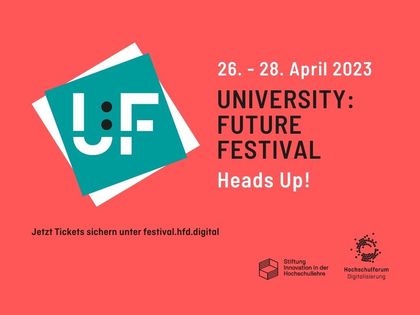 26. - 28. April 2023
UNIVERSITY:
FUTURE
FESTIVAL
Heads Up!
U:F
Jetzt Tickets sichern unter festival.hfd.digital
Stiftung
Innovation in der
Hochschullehre
Hochschulforum
Digitalisierung